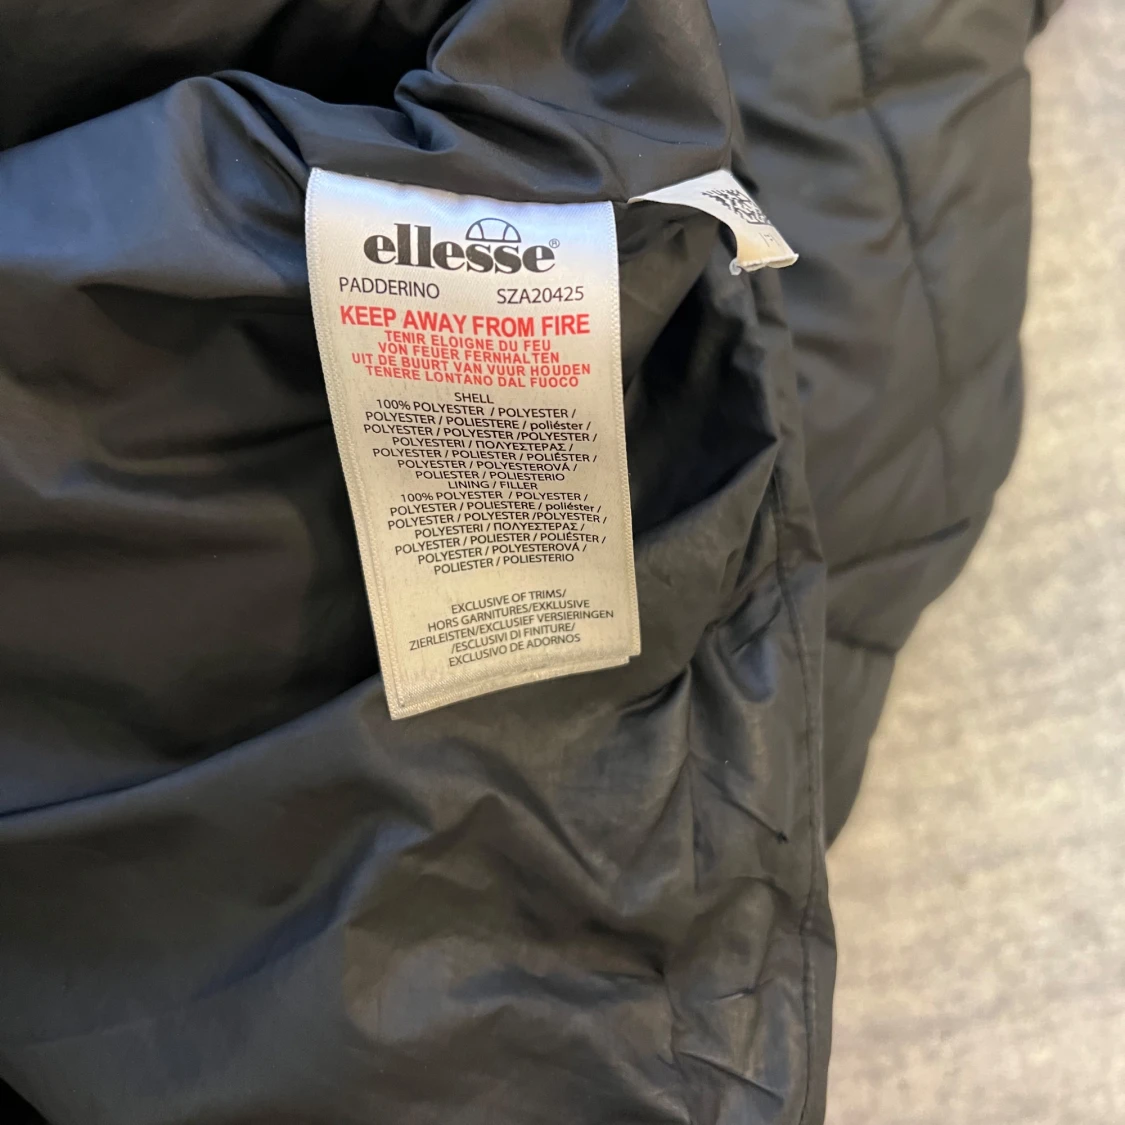 ellesse®
PADDERINO SZA20425
KEEP AWAY FROM FIRE
TENIR ELOIGNE DU FEU
VON FEUER FERNHALTEN
UIT DE BUURT VAN VUUR HOUDEN
TENERE LONTANO DAL FUOCO
SHELL
100% POLYESTER / POLYESTER /
POLYESTER / POLIESTERE / poliéster /
POLYESTER / POLYESTER /POLYESTER /
POLYESTERI / ΠΟΛΥΕΣΤΕΡΑΣ /
POLYESTER / POLIESTER / POLIÉSTER /
POLYESTER / POLYESTEROVÁ /
POLIESTER / POLIESTERIO
LINING / FILLER
100% POLYESTER / POLYESTER /
POLYESTER / POLIESTERE / poliéster /
POLYESTER / POLYESTER /POLYESTER /
POLYESTERI / ΠΟΛΥΕΣΤΕΡΑΣ /
POLYESTER / POLIESTER / POLIÉSTER /
POLYESTER / POLYESTEROVÁ /
POLIESTER / POLIESTERIO
EXCLUSIVE OF TRIMS/
HORS GARNITURES/EXKLUSIVE
ZIERLEISTEN/EXCLUSIEF VERSIERINGEN
/ESCLUSIVI DI FINITURE/
EXCLUSIVO DE ADORNOS